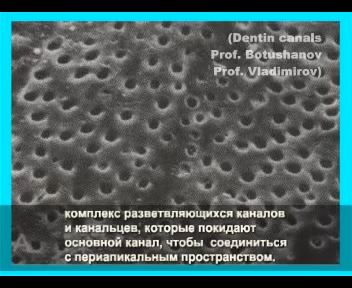 (Dentin canals
Prof. Botushanov
Prof. Vladimirov)
комплекс разветвляющихся каналов
и канальцев, которые покидают
основной канал, чтобы соединиться
с периапикальным пространством.